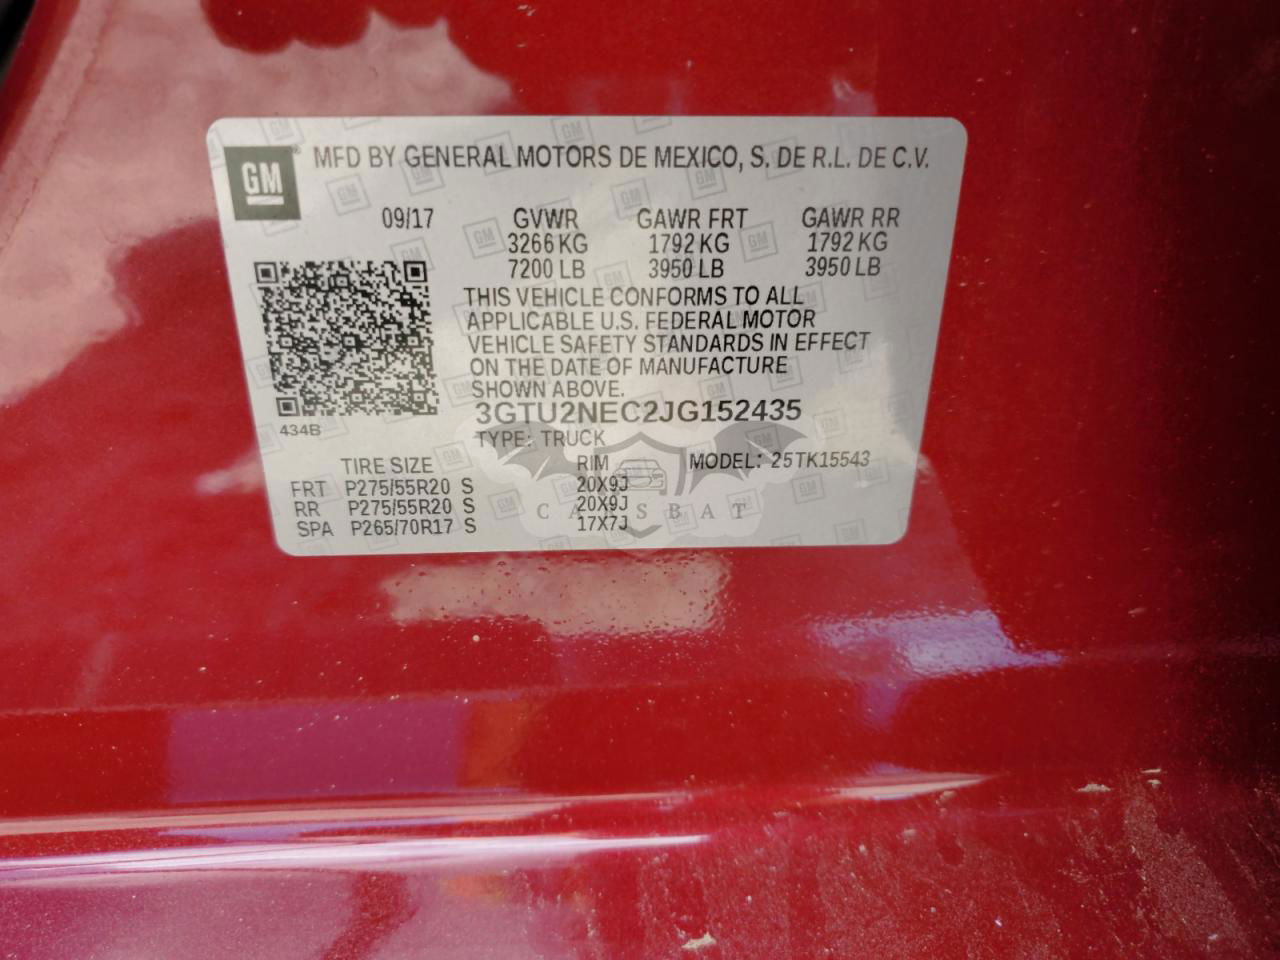 GM MFD BY GENERAL MOTORS DE MEXICO, S. DE R.L. DE C.V.
09/17 GVWR GAWR FRT GAWR RR
3266 KG 1792 KG 1792 KG
7200 LB 3950 LB 3950 LB
THIS VEHICLE CONFORMS TO ALL
APPLICABLE U.S. FEDERAL MOTOR
VEHICLE SAFETY STANDARDS IN EFFECT
ON THE DATE OF MANUFACTURE
SHOWN ABOVE.
3GTU2NEC2JG152435
434B
TYPE: TRUCK
TIRE SIZE RIM MODEL: 25TK15543
FRT P275/55R20 S 20X9J
RR P275/55R20 S 20X9J
CARSBAT
SPA P265/70R17 S 17X7J